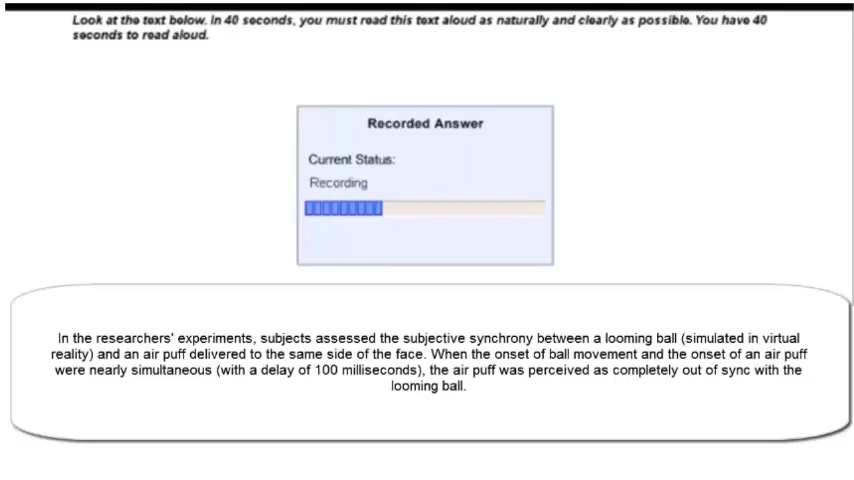 Look at the text below. In 40 seconds, you must read this text aloud as naturally and clearly as possible. You have 40
seconds to read aloud.
Recorded Answer
Current Status:
Recording
In the researchers' experiments, subjects assessed the subjective synchrony between a looming ball (simulated in virtual
reality) and an air puff delivered to the same side of the face. When the onset of ball movement and the onset of an air puff
were nearly simultaneous (with a delay of 100 milliseconds), the air puff was perceived as completely out of sync with the
looming ball.